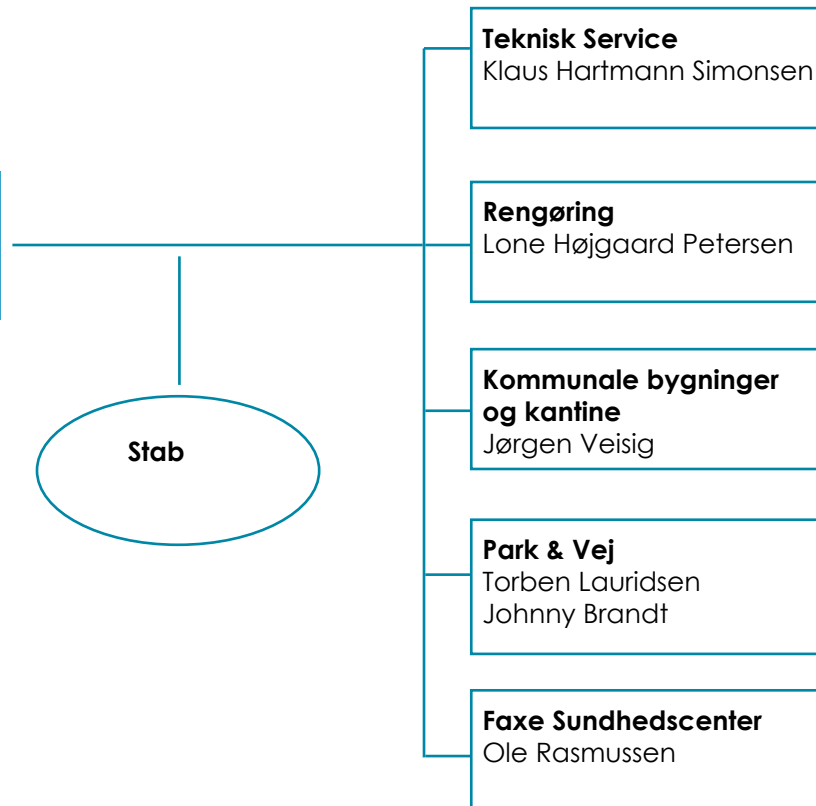 Teknisk Service
Klaus Hartmann Simonsen
Rengøring
Lone Højgaard Petersen
Kommunale bygninger
og kantine
Jørgen Veisig
Stab
Park & Vej
Torben Lauridsen
Johnny Brandt
Faxe Sundhedscenter
Ole Rasmussen